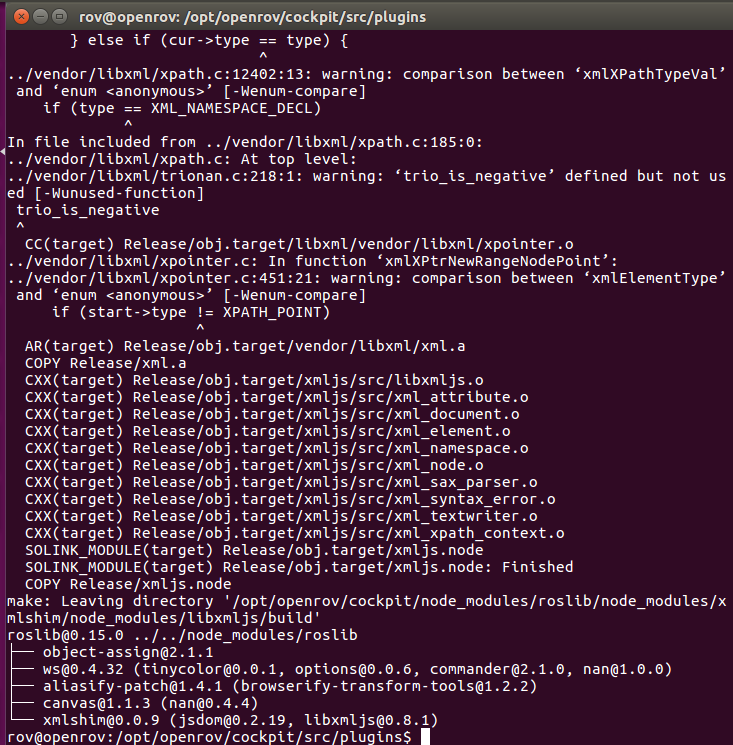 rov@openrov: /opt/openrov/cockpit/src/plugins
} else if (cur->type == type) {
^
../vendor/libxml/xpath.c:12402:13: warning: comparison between ‘xmlXPathTypeVal’
and ‘enum <anonymous>’ [-Wenum-compare]
if (type == XML_NAMESPACE_DECL)
^
In file included from ../vendor/libxml/xpath.c:185:0:
../vendor/libxml/xpath.c: At top level:
../vendor/libxml/trionan.c:218:1: warning: ‘trio_is_negative’ defined but not us
ed [-Wunused-function]
trio_is_negative
^
CC(target) Release/obj.target/libxml/vendor/libxml/xpointer.o
../vendor/libxml/xpointer.c: In function ‘xmlXPtrNewRangeNodePoint’:
../vendor/libxml/xpointer.c:451:21: warning: comparison between ‘xmlElementType’
and ‘enum <anonymous>’ [-Wenum-compare]
if (start->type != XPATH_POINT)
^
AR(target) Release/obj.target/vendor/libxml/xml.a
COPY Release/xml.a
CXX(target) Release/obj.target/xmljs/src/libxmljs.o
CXX(target) Release/obj.target/xmljs/src/xml_attribute.o
CXX(target) Release/obj.target/xmljs/src/xml_document.o
CXX(target) Release/obj.target/xmljs/src/xml_element.o
CXX(target) Release/obj.target/xmljs/src/xml_namespace.o
CXX(target) Release/obj.target/xmljs/src/xml_node.o
CXX(target) Release/obj.target/xmljs/src/xml_sax_parser.o
CXX(target) Release/obj.target/xmljs/src/xml_syntax_error.o
CXX(target) Release/obj.target/xmljs/src/xml_textwriter.o
CXX(target) Release/obj.target/xmljs/src/xml_xpath_context.o
SOLINK_MODULE(target) Release/obj.target/xmljs.node
SOLINK_MODULE(target) Release/obj.target/xmljs.node: Finished
COPY Release/xmljs.node
make: Leaving directory '/opt/openrov/cockpit/node_modules/roslib/node_modules/x
mlshim/node_modules/libxmljs/build'
roslib@0.15.0 ../../node_modules/roslib
├── object-assign@2.1.1
├── ws@0.4.32 (tinycolor@0.0.1, options@0.0.6, commander@2.1.0, nan@1.0.0)
├── aliasify-patch@1.4.1 (browserify-transform-tools@1.2.2)
├── canvas@1.1.3 (nan@0.4.4)
└── xmlshim@0.0.9 (jsdom@0.2.19, libxmljs@0.8.1)
rov@openrov:/opt/openrov/cockpit/src/plugins$